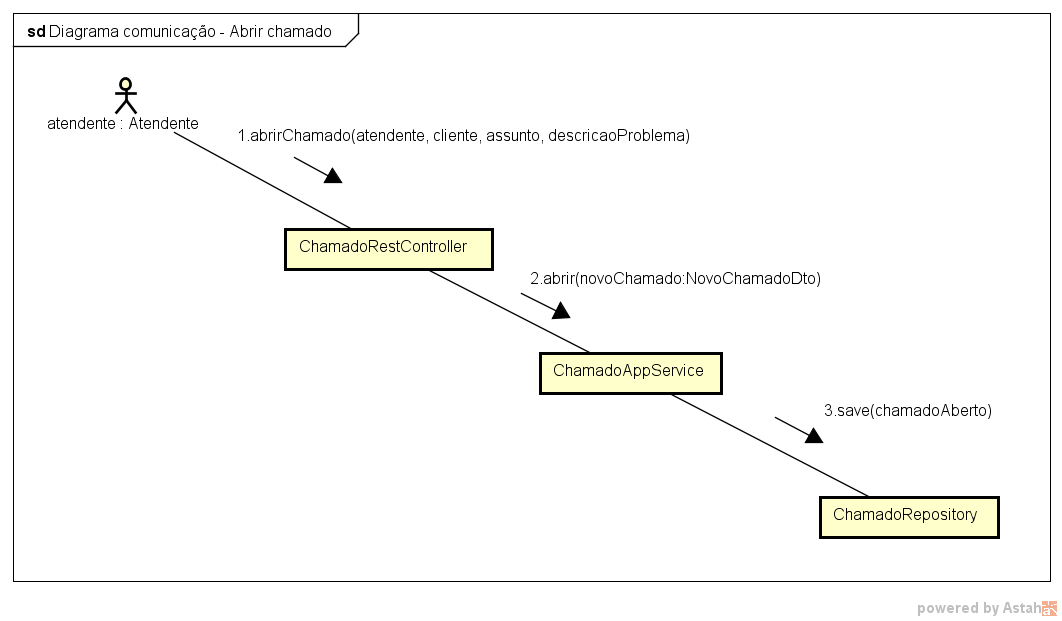 sd Diagrama comunicação - Abrir chamado
atendente : Atendente
1.abrirChamado(atendente, cliente, assunto, descricaoProblema)
ChamadoRestController
2.abrir(novoChamado:NovoChamadoDto)
ChamadoAppService
3.save(chamadoAberto)
ChamadoRepository
powered by Astah